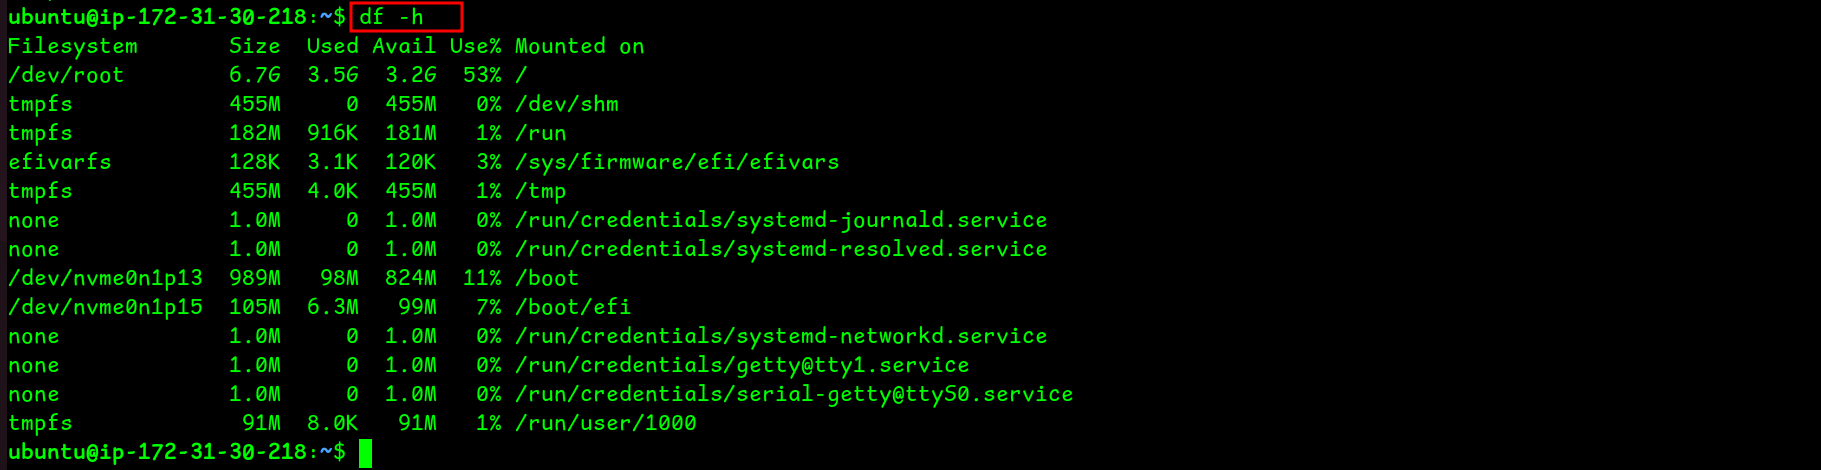 ubuntu@ip-172-31-30-218:~$ df -h
Filesystem       Size  Used Avail Use% Mounted on
/dev/root        6.7G  3.5G  3.2G  53% /
tmpfs            455M     0  455M   0% /dev/shm
tmpfs            182M  916K  181M   1% /run
efivarfs         128K  3.1K  120K   3% /sys/firmware/efi/efivars
tmpfs            455M  4.0K  455M   1% /tmp
none             1.0M     0  1.0M   0% /run/credentials/systemd-journald.service
none             1.0M     0  1.0M   0% /run/credentials/systemd-resolved.service
/dev/nvme0n1p13  989M   98M  824M  11% /boot
/dev/nvme0n1p15  105M  6.3M   99M   7% /boot/efi
none             1.0M     0  1.0M   0% /run/credentials/systemd-networkd.service
none             1.0M     0  1.0M   0% /run/credentials/getty@tty1.service
none             1.0M     0  1.0M   0% /run/credentials/serial-getty@ttyS0.service
tmpfs             91M  8.0K   91M   1% /run/user/1000
ubuntu@ip-172-31-30-218:~$